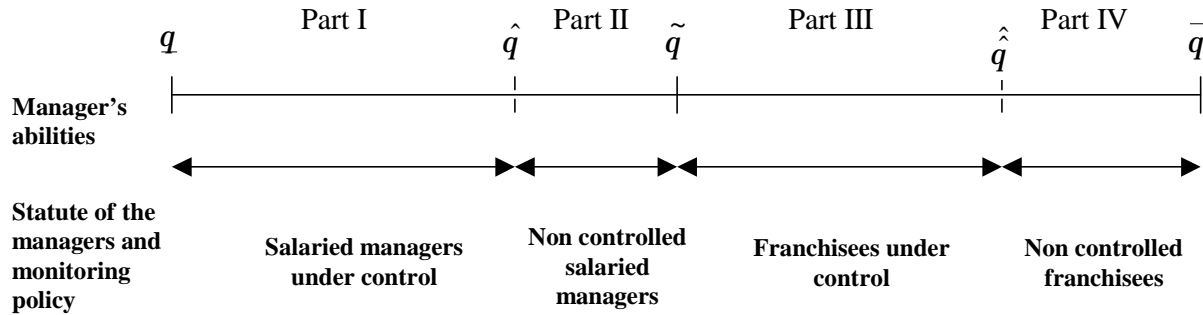 Part I Part II Part III Part IV
q̲ q̂ q̃ q̂̂ q̄
Manager's
abilities
Statute of the
managers and
monitoring
policy
Salaried managers
under control
Non controlled
salaried
managers
Franchisees under
control
Non controlled
franchisees